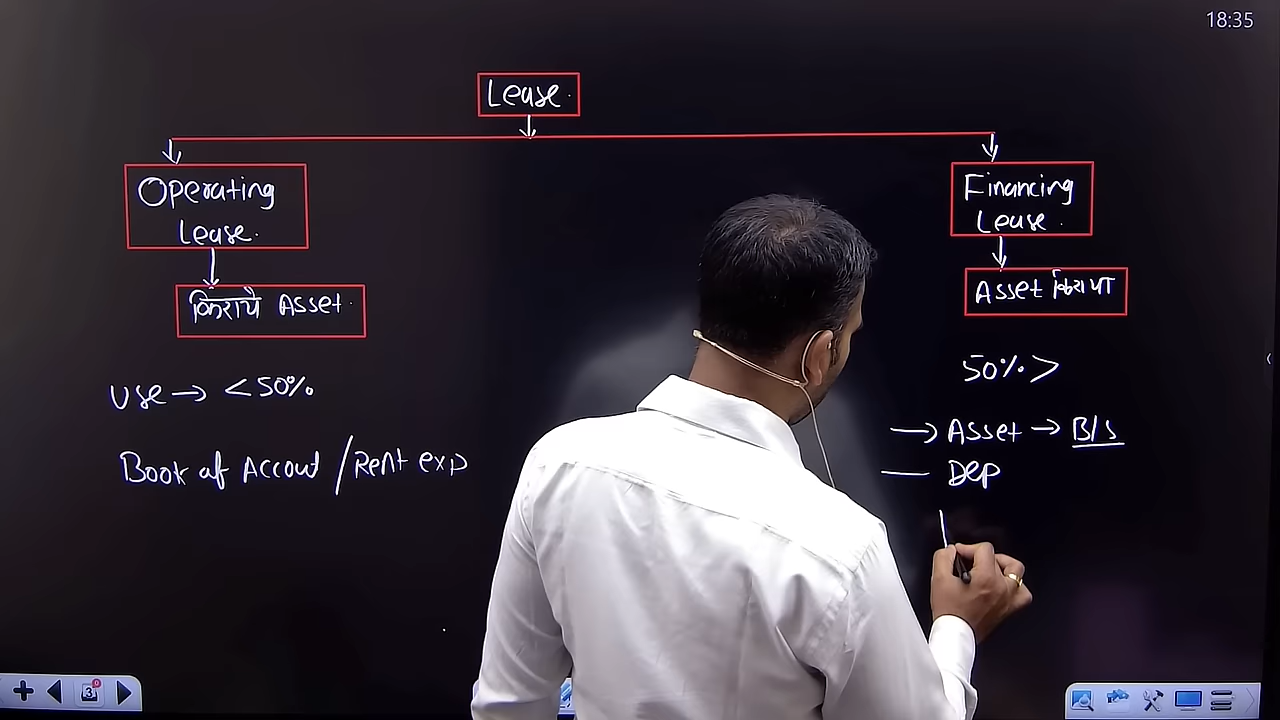 18:35
Lease.
Operating
Lease.
Financing
Lease.
किराये Asset.
Asset किराया
50% >
Use → < 50%
→ Asset → B/s
Book of Accout / Rent exp
— Dep
3